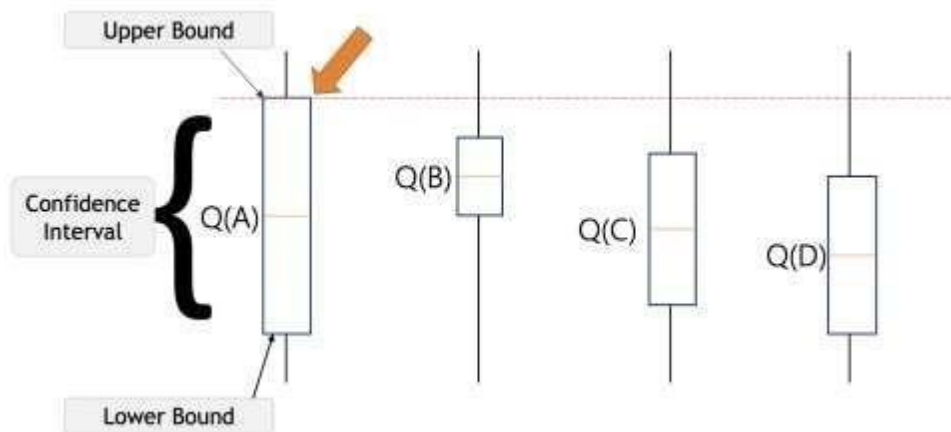 Upper Bound
Confidence
Interval
Q(A)
Q(B)
Q(C)
Q(D)
Lower Bound